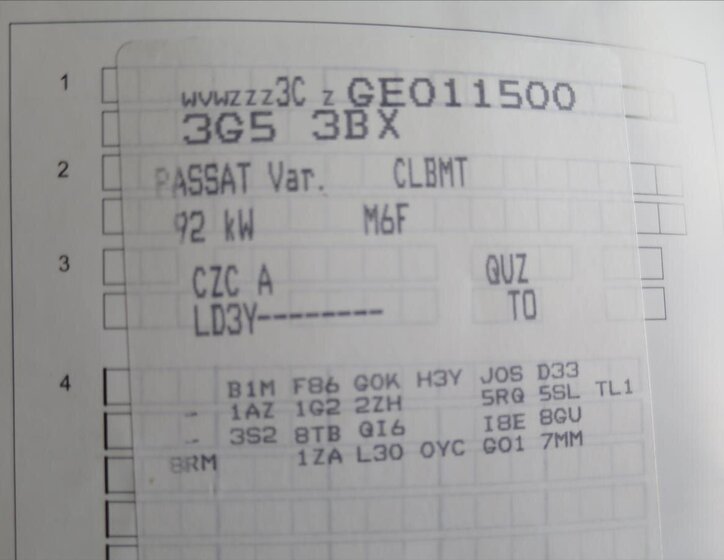 1
WVWZZZ3C Z GE011500
3G5 3BX
2
PASSAT Var. CLBMT
92 kW M6F
3
CZC A QUZ
LD3Y-------- T0
4
B1M F86 G0K H3Y J0S D33
- 1AZ 1G2 2ZH 5RQ 5SL TL1
- 3S2 8TB QI6 I8E 8GU
8RM 1ZA L30 0YC G01 7MM